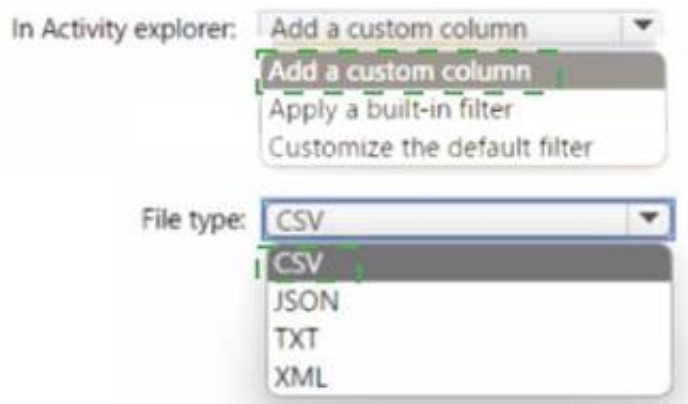 In Activity explorer: Add a custom column
Add a custom column
Apply a built-in filter
Customize the default filter
File type: CSV
CSV
JSON
TXT
XML